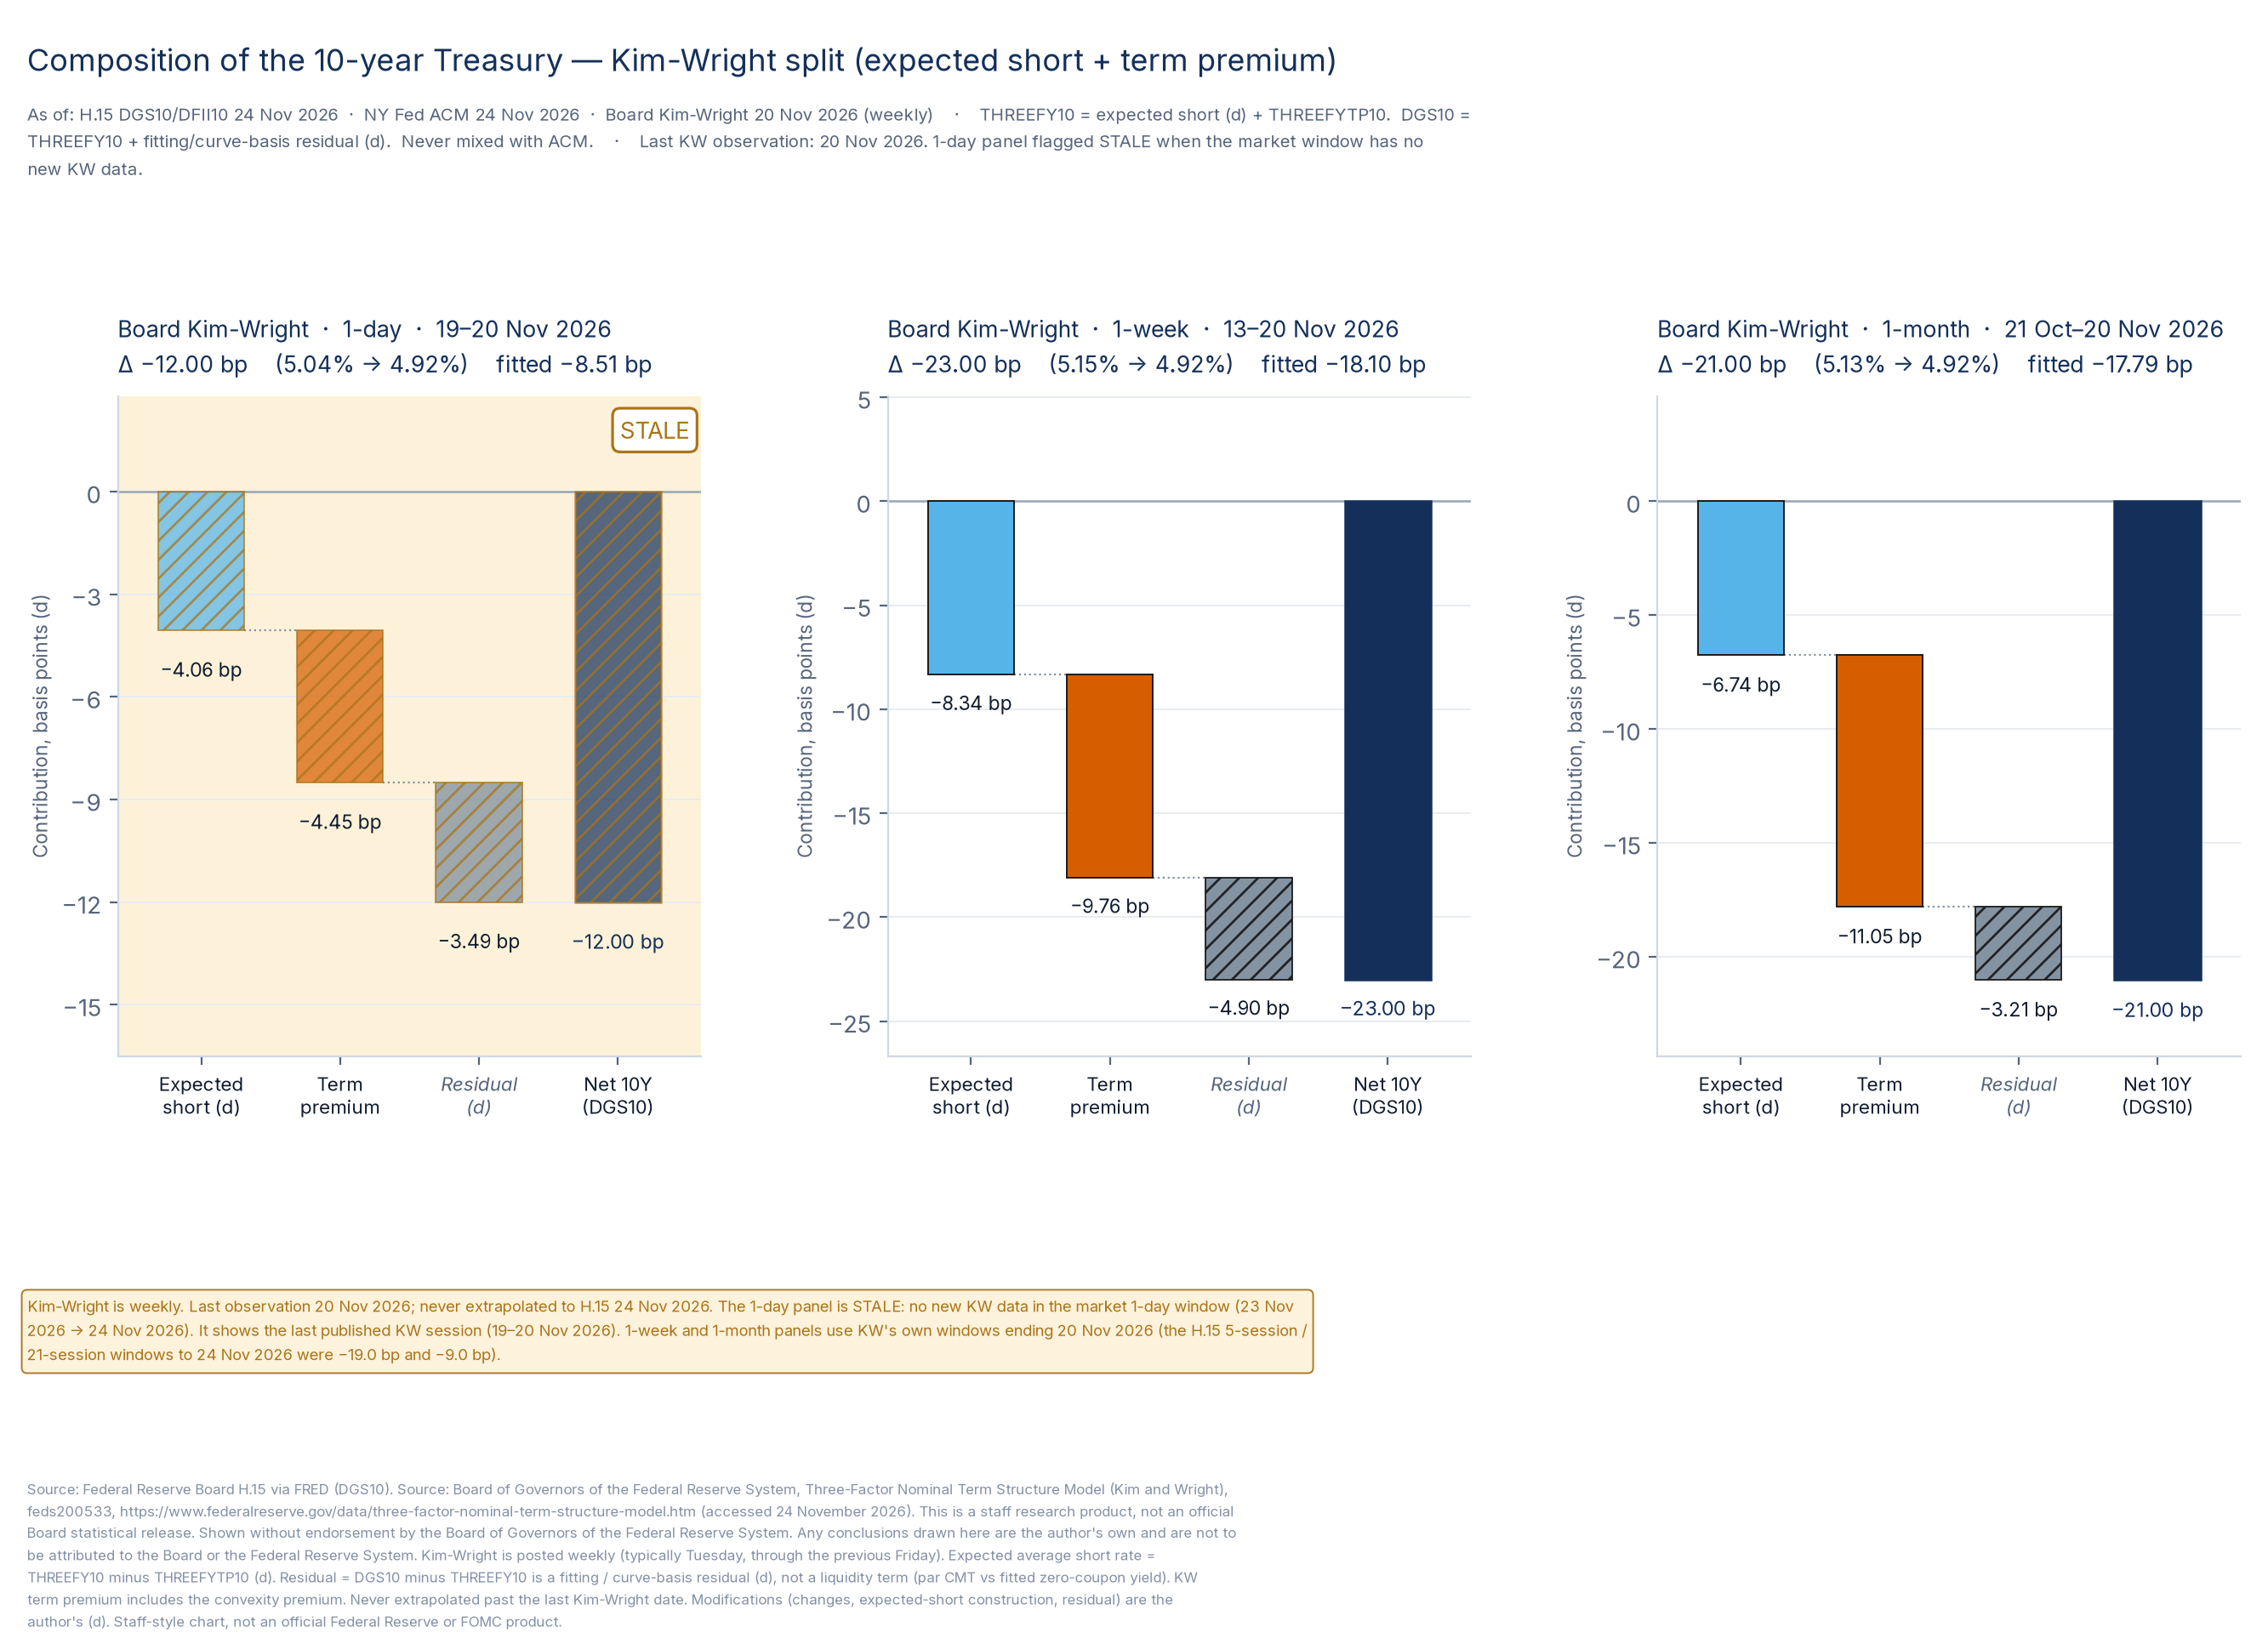 Composition of the 10-year Treasury — Kim-Wright split (expected short + term premium)
As of: H.15 DGS10/DFII10 24 Nov 2026 · NY Fed ACM 24 Nov 2026 · Board Kim-Wright 20 Nov 2026 (weekly) · THREEFY10 = expected short (d) + THREEFYTP10. DGS10 =
THREEFY10 + fitting/curve-basis residual (d). Never mixed with ACM. · Last KW observation: 20 Nov 2026. 1-day panel flagged STALE when the market window has no
new KW data.
Board Kim-Wright · 1-day · 19–20 Nov 2026
Δ −12.00 bp (5.04% → 4.92%) fitted −8.51 bp
STALE
Contribution, basis points (d)
0
−3
−6
−9
−12
−15
−4.06 bp
−4.45 bp
−3.49 bp
−12.00 bp
Expected
short (d)
Term
premium
Residual
(d)
Net 10Y
(DGS10)
Board Kim-Wright · 1-week · 13–20 Nov 2026
Δ −23.00 bp (5.15% → 4.92%) fitted −18.10 bp
Contribution, basis points (d)
5
0
−5
−10
−15
−20
−25
−8.34 bp
−9.76 bp
−4.90 bp
−23.00 bp
Expected
short (d)
Term
premium
Residual
(d)
Net 10Y
(DGS10)
Board Kim-Wright · 1-month · 21 Oct–20 Nov 2026
Δ −21.00 bp (5.13% → 4.92%) fitted −17.79 bp
Contribution, basis points (d)
0
−5
−10
−15
−20
−6.74 bp
−11.05 bp
−3.21 bp
−21.00 bp
Expected
short (d)
Term
premium
Residual
(d)
Net 10Y
(DGS10)
Kim-Wright is weekly. Last observation 20 Nov 2026; never extrapolated to H.15 24 Nov 2026. The 1-day panel is STALE: no new KW data in the market 1-day window (23 Nov
2026 → 24 Nov 2026). It shows the last published KW session (19–20 Nov 2026). 1-week and 1-month panels use KW's own windows ending 20 Nov 2026 (the H.15 5-session /
21-session windows to 24 Nov 2026 were −19.0 bp and −9.0 bp).
Source: Federal Reserve Board H.15 via FRED (DGS10). Source: Board of Governors of the Federal Reserve System, Three-Factor Nominal Term Structure Model (Kim and Wright),
feds200533, https://www.federalreserve.gov/data/three-factor-nominal-term-structure-model.htm (accessed 24 November 2026). This is a staff research product, not an official
Board statistical release. Shown without endorsement by the Board of Governors of the Federal Reserve System. Any conclusions drawn here are the author's own and are not to
be attributed to the Board or the Federal Reserve System. Kim-Wright is posted weekly (typically Tuesday, through the previous Friday). Expected average short rate =
THREEFY10 minus THREEFYTP10 (d). Residual = DGS10 minus THREEFY10 is a fitting / curve-basis residual (d), not a liquidity term (par CMT vs fitted zero-coupon yield). KW
term premium includes the convexity premium. Never extrapolated past the last Kim-Wright date. Modifications (changes, expected-short construction, residual) are the
author's (d). Staff-style chart, not an official Federal Reserve or FOMC product.